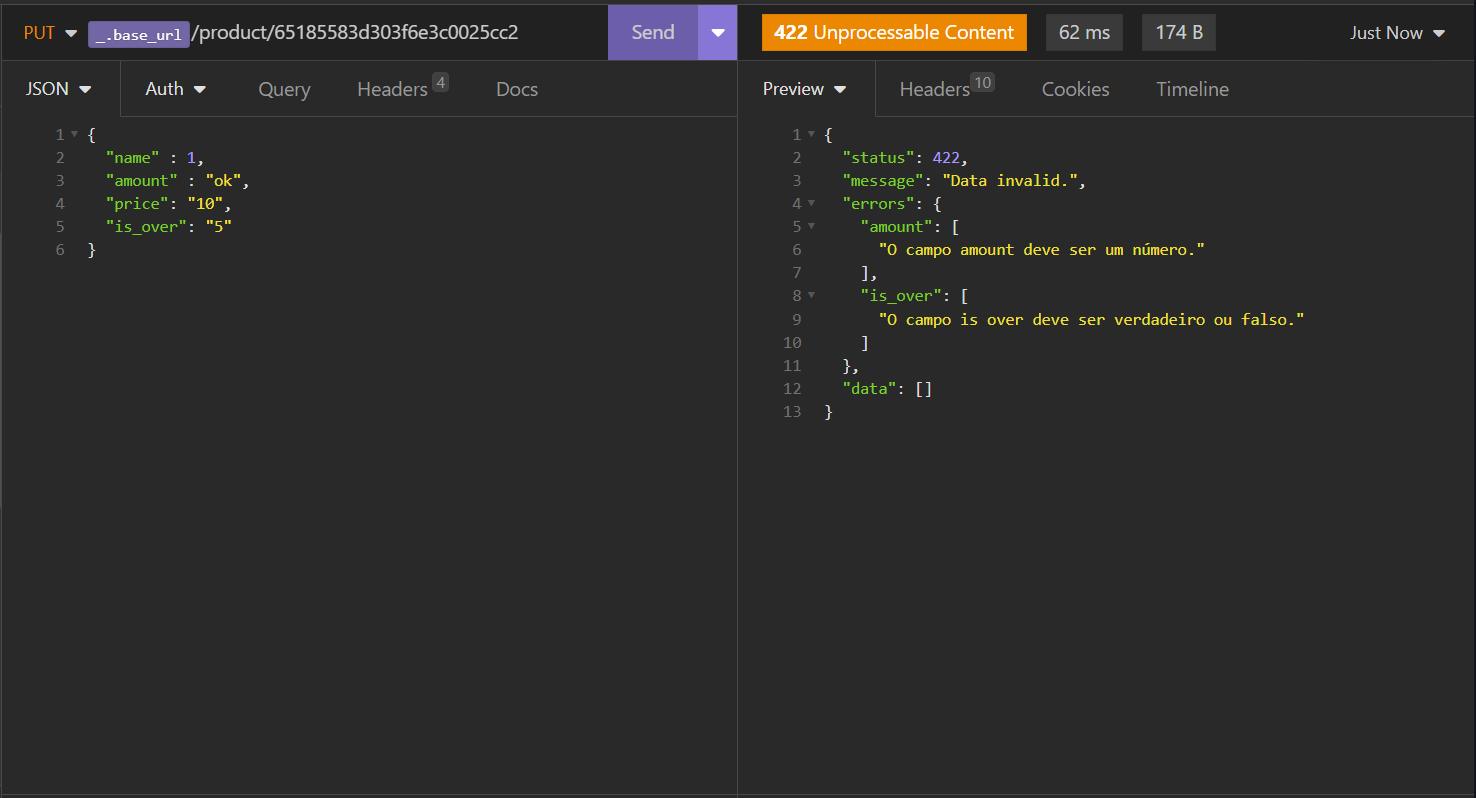 PUT _.base_url/product/65185583d303f6e3c0025cc2 Send
JSON Auth Query Headers 4 Docs
1 {
2 "name" : 1,
3 "amount" : "ok",
4 "price": "10",
5 "is_over": "5"
6 }
422 Unprocessable Content 62 ms 174 B Just Now
Preview Headers 10 Cookies Timeline
1 {
2 "status": 422,
3 "message": "Data invalid.",
4 "errors": {
5 "amount": [
6 "O campo amount deve ser um número."
7 ],
8 "is_over": [
9 "O campo is over deve ser verdadeiro ou falso."
10 ]
11 },
12 "data": []
13 }